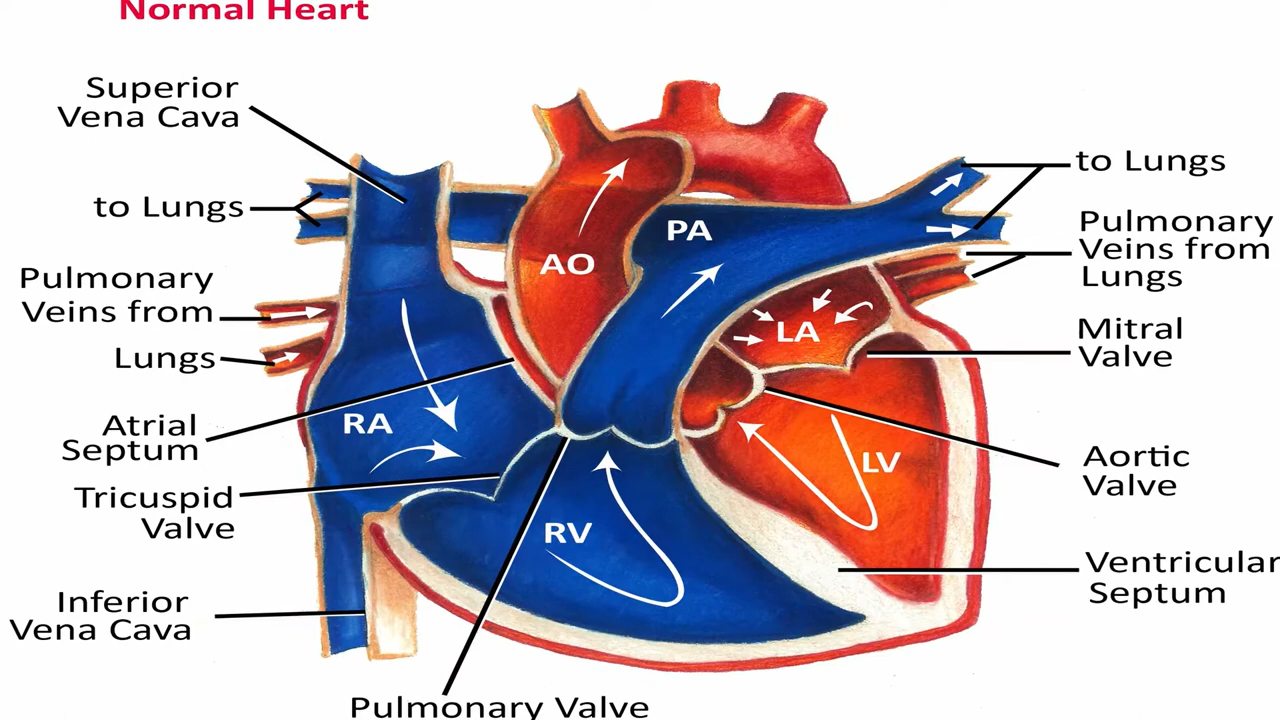 Normal Heart
Superior
Vena Cava
to Lungs
Pulmonary
Veins from
Lungs
Atrial
Septum
Tricuspid
Valve
Inferior
Vena Cava
Pulmonary Valve
AO
PA
LA
RA
LV
RV
to Lungs
Pulmonary
Veins from
Lungs
Mitral
Valve
Aortic
Valve
Ventricular
Septum